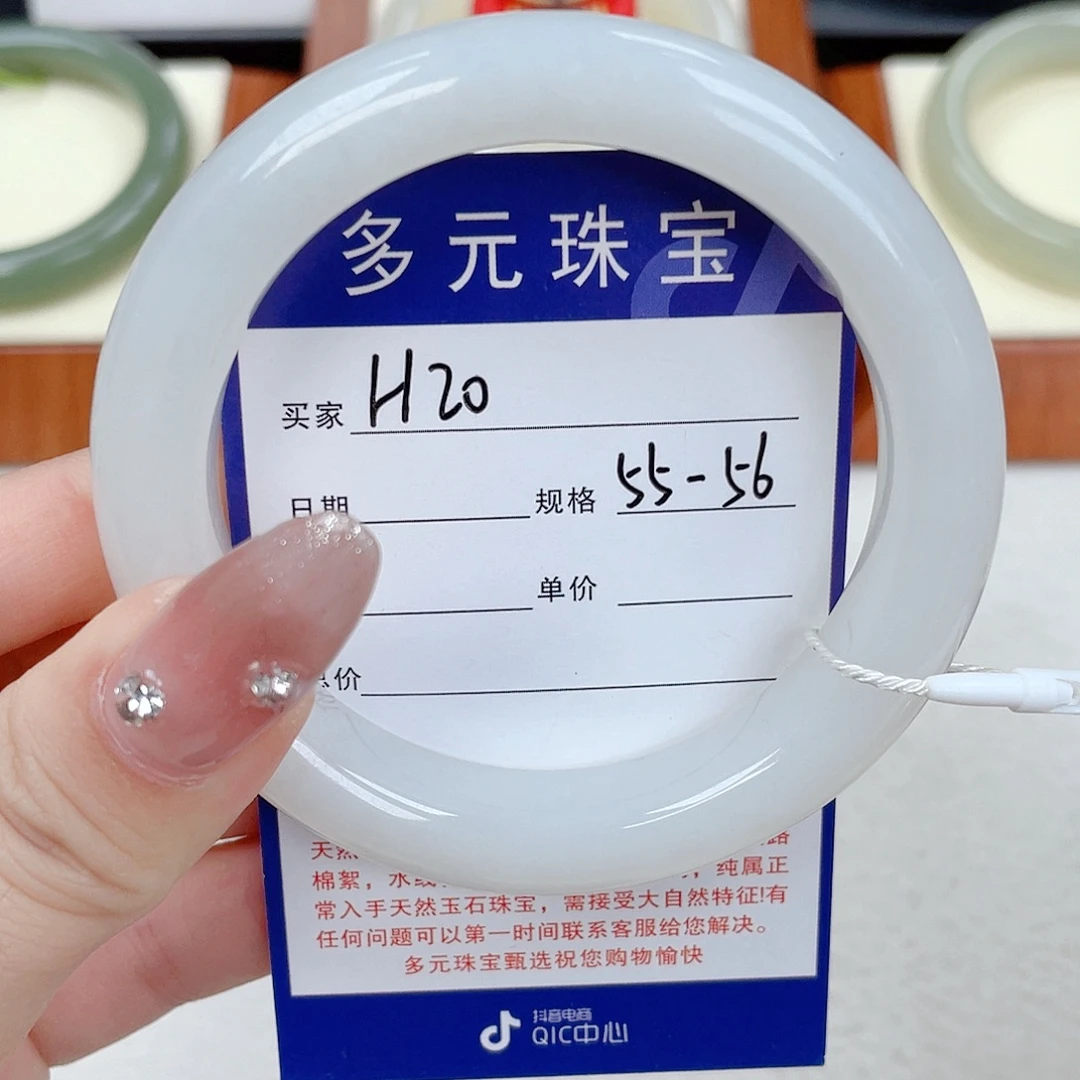 多元珠宝
买家 H20
日期 规格 55-56
单价
价
天然
棉絮，水线 ，纯属正
常入手天然玉石珠宝，需接受大自然特征!有
任何问题可以第一时间联系客服给您解决。
多元珠宝甄选祝您购物愉快
抖音电商
QIC中心